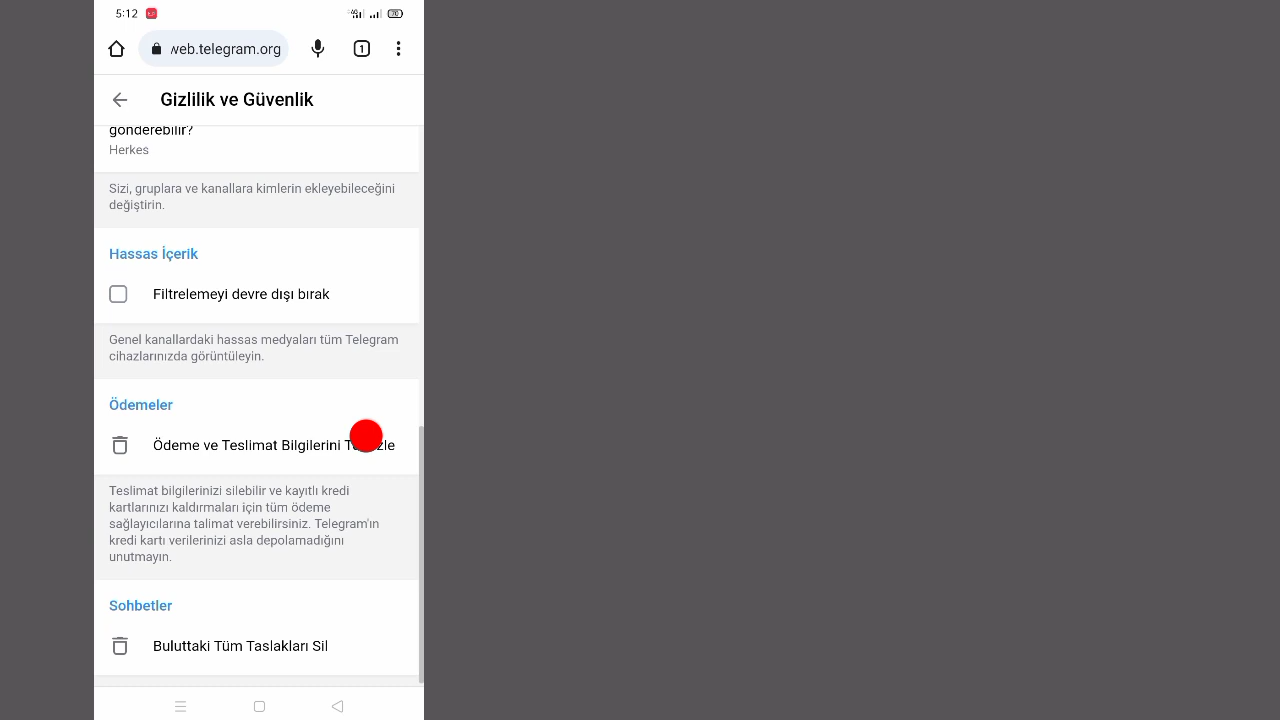 5:12
web.telegram.org
1
Gizlilik ve Güvenlik
gönderebilir?
Herkes
Sizi, gruplara ve kanallara kimlerin ekleyebileceğini
değiştirin.
Hassas İçerik
Filtrelemeyi devre dışı bırak
Genel kanallardaki hassas medyaları tüm Telegram
cihazlarınızda görüntüleyin.
Ödemeler
Ödeme ve Teslimat Bilgilerini
Teslimat bilgilerinizi silebilir ve kayıtlı kredi
kartlarınızı kaldırmaları için tüm ödeme
sağlayıcılarına talimat verebilirsiniz. Telegram'ın
kredi kartı verilerinizi asla depolamadığını
unutmayın.
Sohbetler
Buluttaki Tüm Taslakları Sil